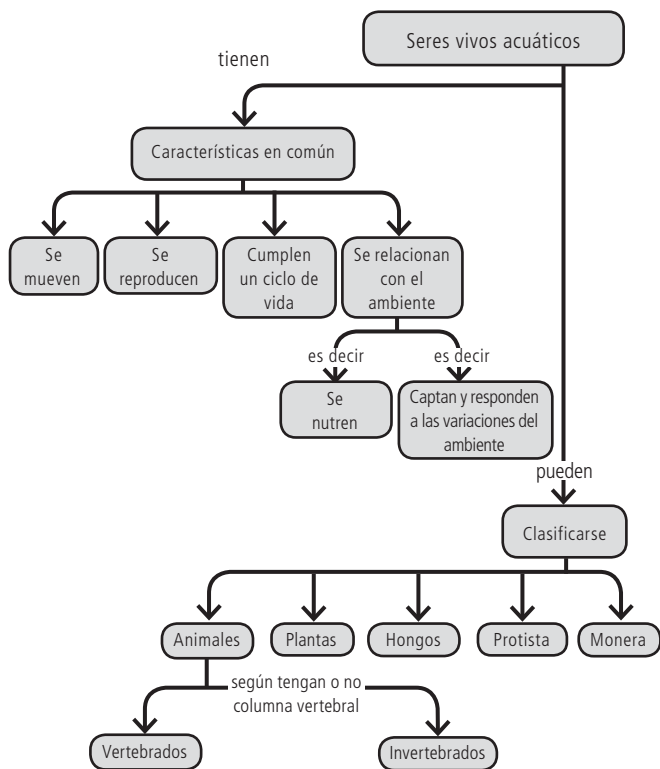 Seres vivos acuáticos
tienen
Características en común
Se
mueven
Se
reproducen
Cumplen
un ciclo de
vida
Se relacionan
con el
ambiente
es decir
es decir
Se
nutren
Captan y responden
a las variaciones del
ambiente
pueden
Clasificarse
Animales
Plantas
Hongos
Protista
Monera
según tengan o no
columna vertebral
Vertebrados
Invertebrados